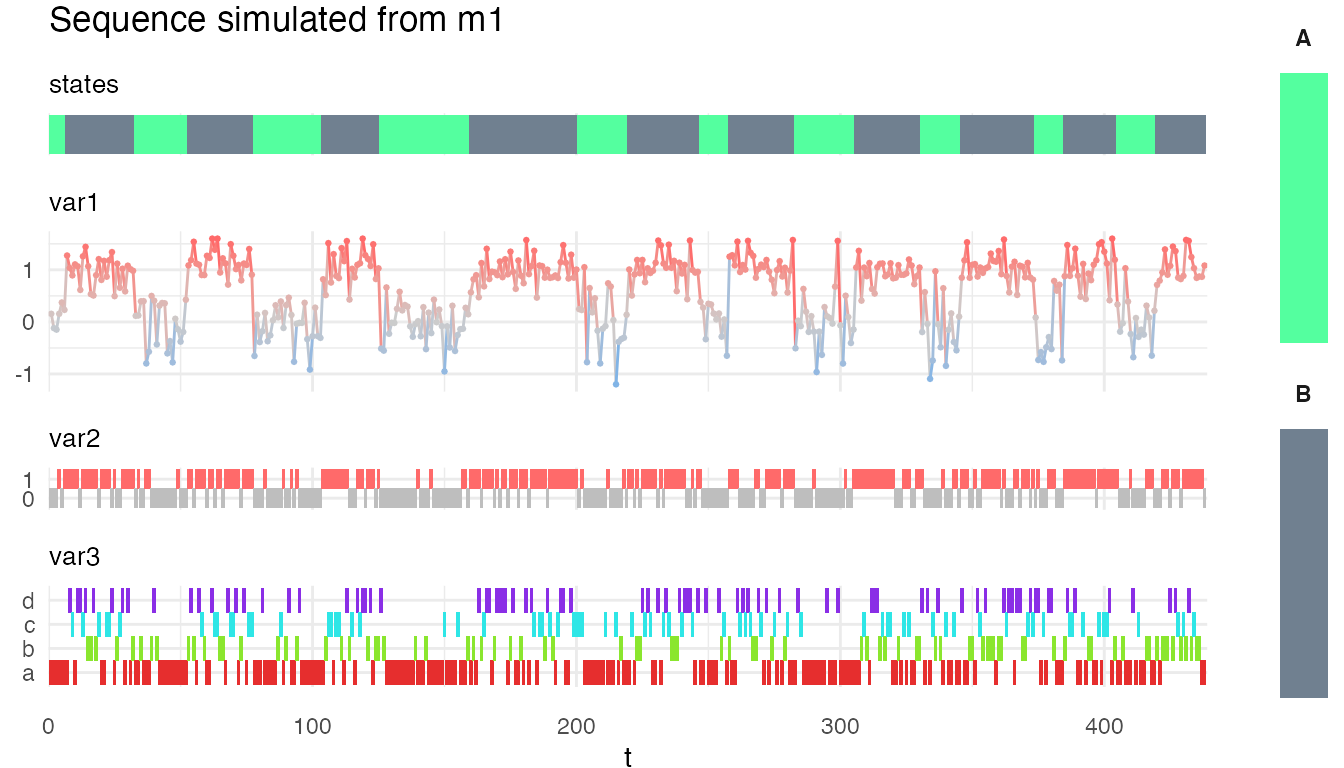 Sequence simulated from m1
A
states
var1
1
0
-1
B
var2
1
0
var3
d
c
b
a
0 100 200 300 400
t